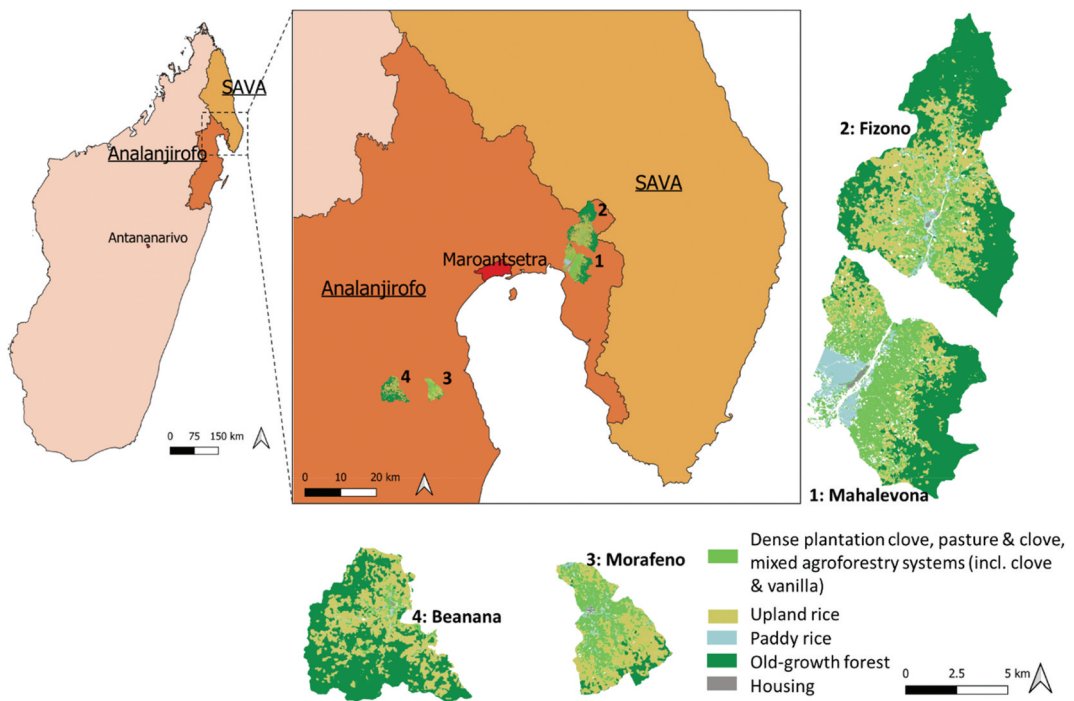 SAVA
Analanjirofo
Antananarivo
0 75 150 km
SAVA
2
Maroantsetra
1
Analanjirofo
4
3
0 10 20 km
2: Fizono
1: Mahalevona
3: Morafeno
4: Beanana
Dense plantation clove, pasture & clove,
mixed agroforestry systems (incl. clove
& vanilla)
Upland rice
Paddy rice
Old-growth forest
Housing
0 2.5 5 km